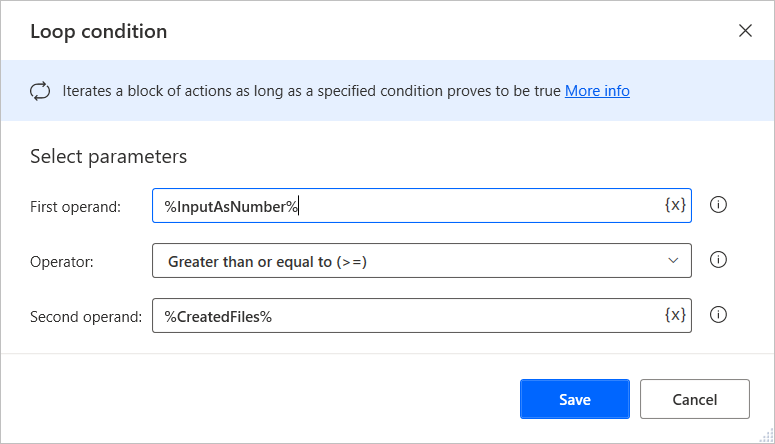 Loop condition
Iterates a block of actions as long as a specified condition proves to be true More info
Select parameters
First operand: %InputAsNumber% {x}
Operator: Greater than or equal to (>=)
Second operand: %CreatedFiles% {x}
Save Cancel